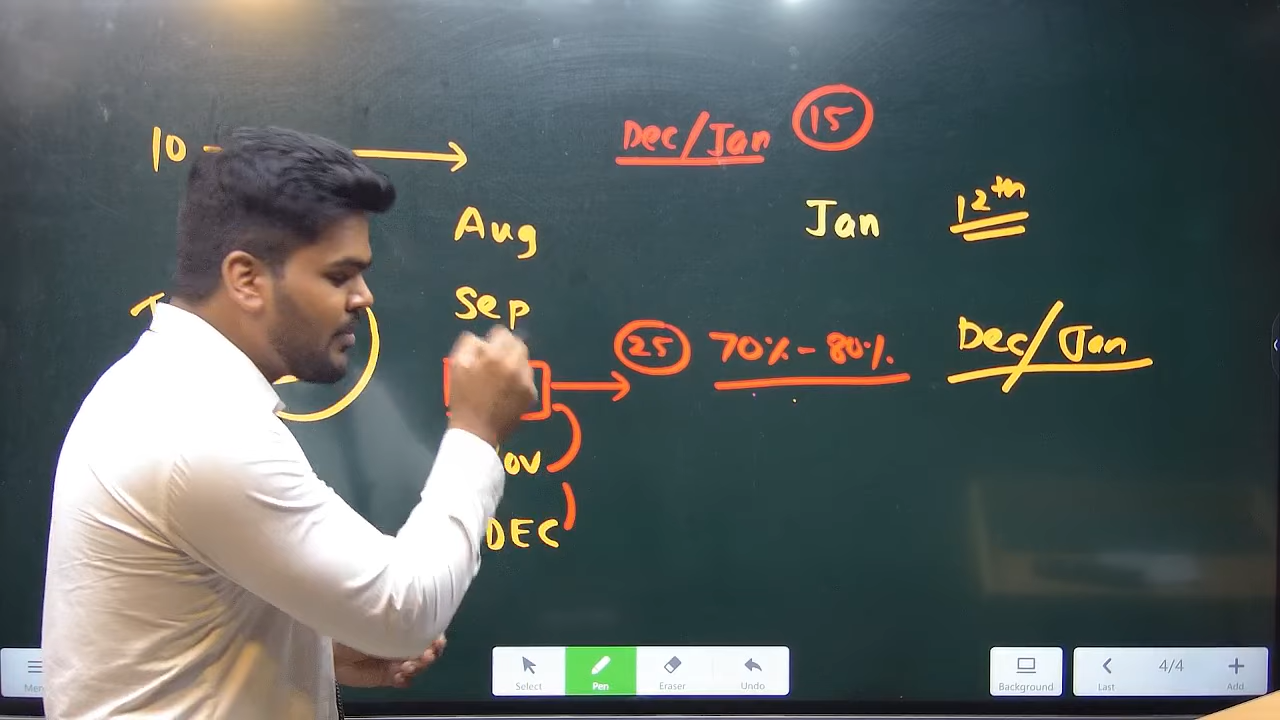 10
Dec/Jan 15
Aug
Jan 12th
Sep
25 70%-80% Dec/Jan
DEC
Select
Pen
Eraser
Undo
Background
4/4
Last
Add